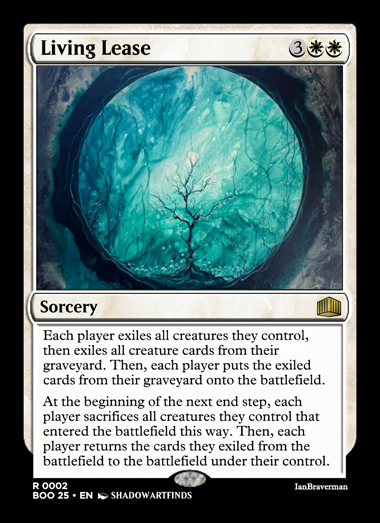 Living Lease 3
Sorcery
Each player exiles all creatures they control,
then exiles all creature cards from their
graveyard. Then, each player puts the exiled
cards from their graveyard onto the battlefield.
At the beginning of the next end step, each
player sacrifices all creatures they control that
entered the battlefield this way. Then, each
player returns the cards they exiled from the
battlefield to the battlefield under their control.
R 0002
BOO 25 • EN SHADOWARTFINDS
IanBraverman